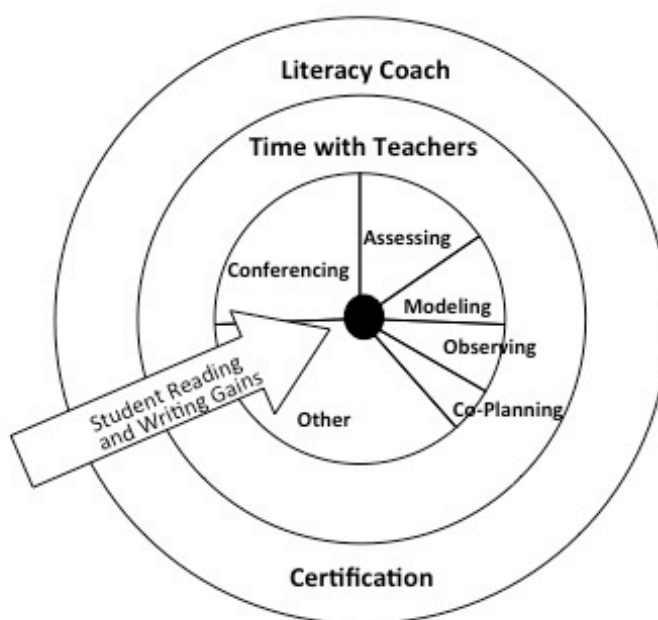 Literacy Coach
Time with Teachers
Assessing
Conferencing
Modeling
Observing
Co-Planning
Other
Student Reading
and Writing Gains
Certification